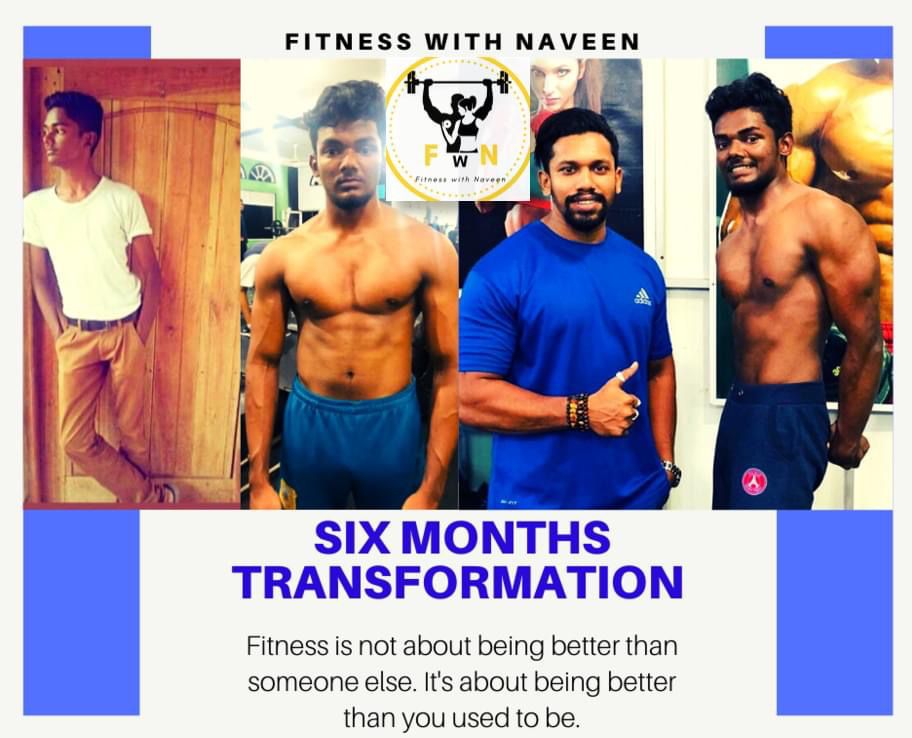 FITNESS WITH NAVEEN
F W N
Fitness with Naveen
adidas
SIX MONTHS
TRANSFORMATION
Fitness is not about being better than
someone else. It's about being better
than you used to be.